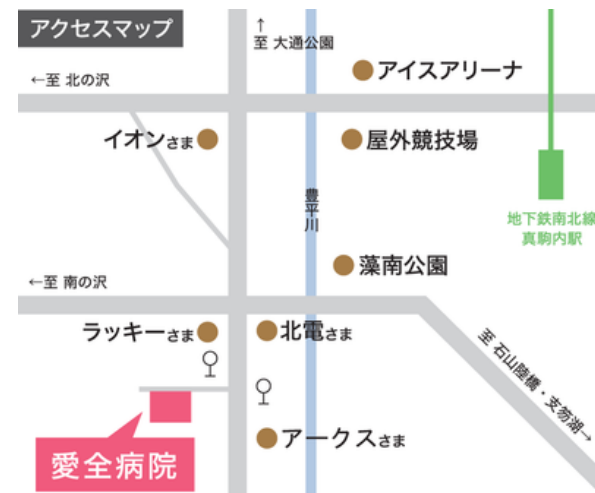 アクセスマップ
↑
至 大通公園
アイスアリーナ
←至 北の沢
イオンさま
屋外競技場
豊平川
地下鉄南北線
真駒内駅
藻南公園
←至 南の沢
ラッキーさま
北電さま
至 石山陸橋・支笏湖→
アークスさま
愛全病院